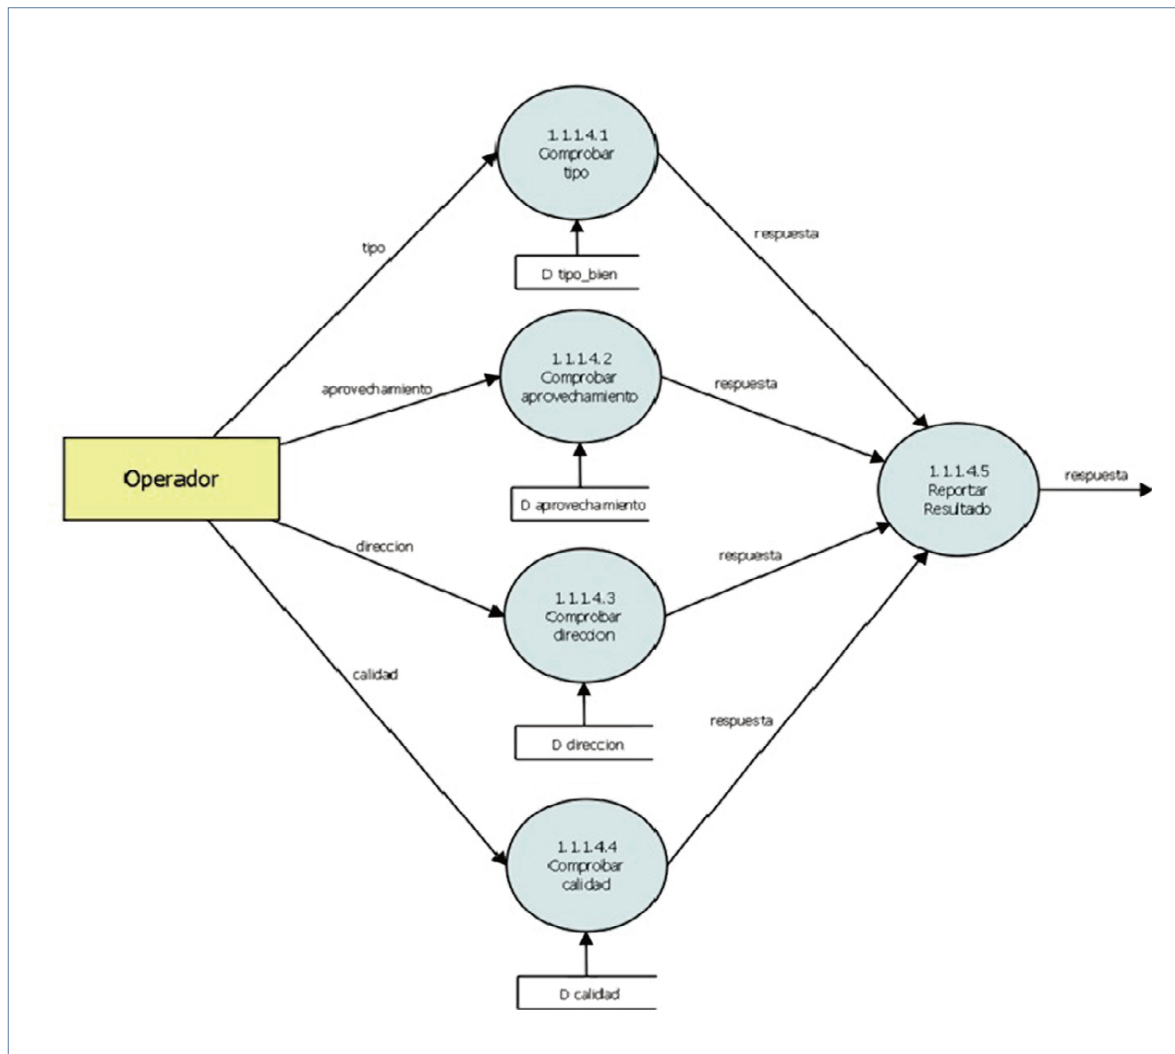 1.1.1.4.1
Comprobar
tipo
tipo
respuesta
D tipo_bien
1.1.1.4.2
Comprobar
aprovechamiento
aprovechamiento
respuesta
Operador
1.1.1.4.5
Reportar
Resultado
respuesta
D aprovechamiento
direccion
respuesta
1.1.1.4.3
Comprobar
direccion
calidad
respuesta
D direccion
1.1.1.4.4
Comprobar
calidad
D calidad